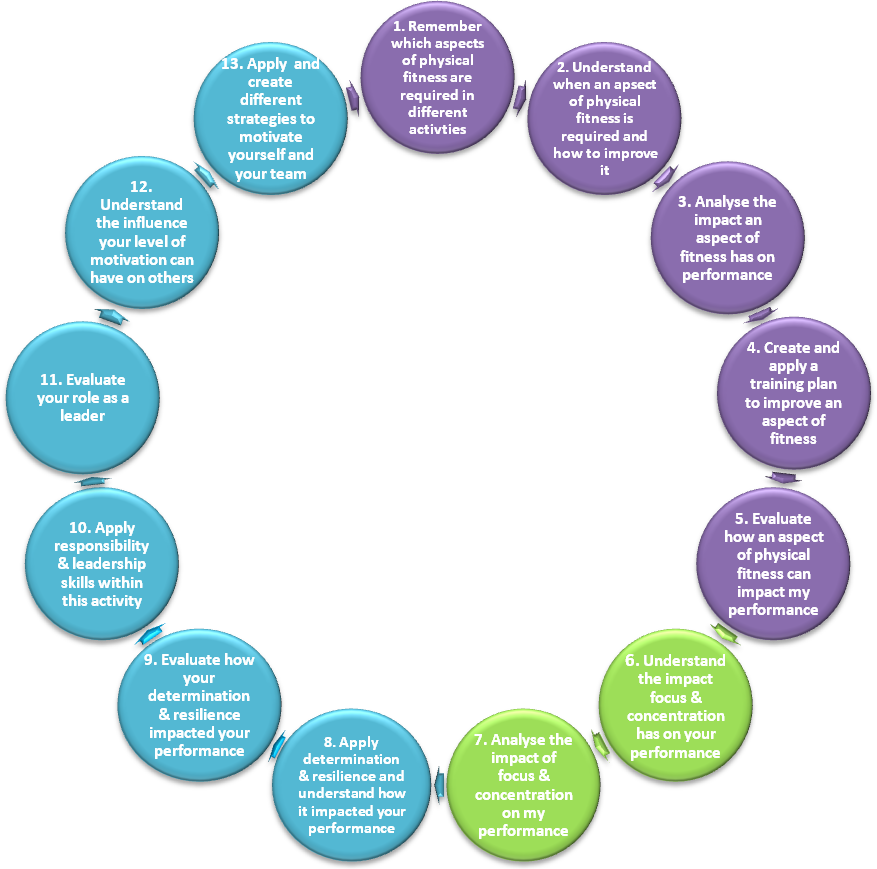 1. Remember
which aspects
of physical
fitness are
required in
different
activties
2. Understand
when an apsect
of physical
fitness is
required and
how to improve
it
3. Analyse the
impact an
aspect of
fitness has on
performance
4. Create and
apply a
training plan
to improve an
aspect of
fitness
5. Evaluate
how an aspect
of physical
fitness can
impact my
performance
6. Understand
the impact
focus &
concentration
has on your
performance
7. Analyse the
impact of
focus &
concentration
on my
performance
8. Apply
determination
& resilience and
understand how
it impacted your
performance
9. Evaluate how
your
determination
& resilience
impacted your
performance
10. Apply
responsibility
& leadership
skills within
this activity
11. Evaluate
your role as a
leader
12.
Understand
the influence
your level of
motivation can
have on others
13. Apply and
create
different
strategies to
motivate
yourself and
your team